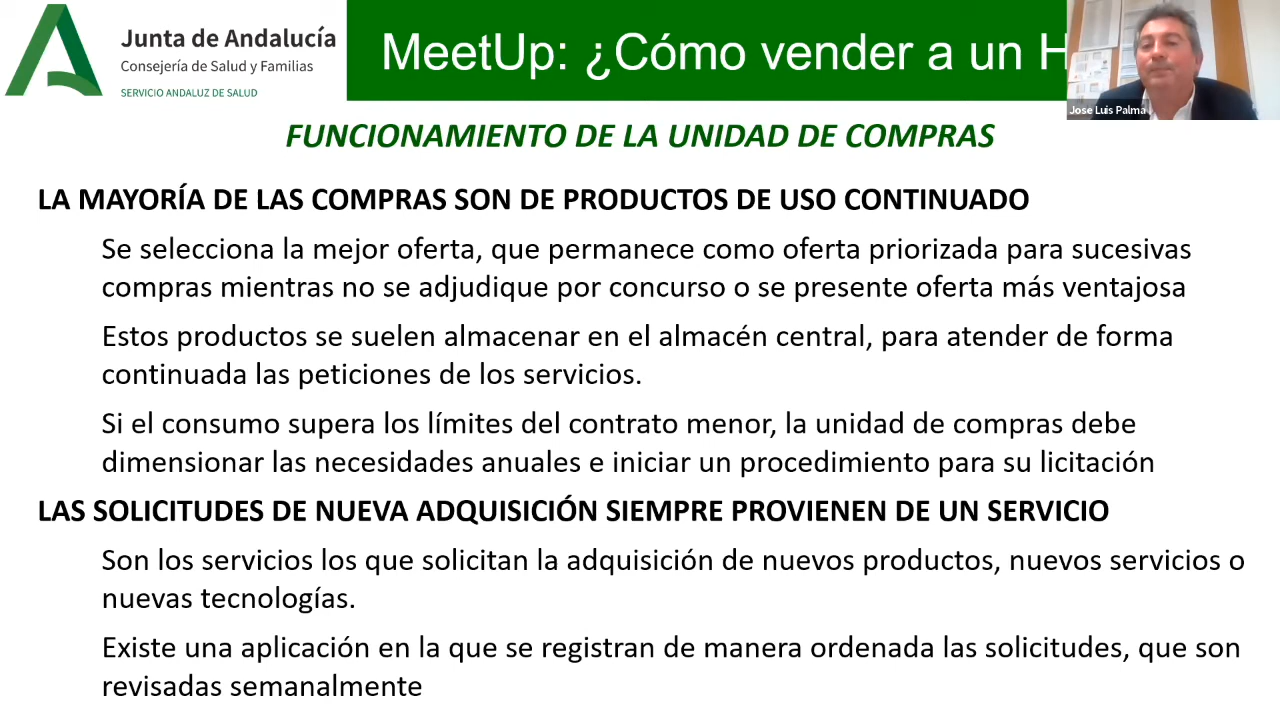 Junta de Andalucía
Consejería de Salud y Familias
SERVICIO ANDALUZ DE SALUD
MeetUp: ¿Cómo vender a un H
Jose Luis Palma
FUNCIONAMIENTO DE LA UNIDAD DE COMPRAS
LA MAYORÍA DE LAS COMPRAS SON DE PRODUCTOS DE USO CONTINUADO
Se selecciona la mejor oferta, que permanece como oferta priorizada para sucesivas
compras mientras no se adjudique por concurso o se presente oferta más ventajosa
Estos productos se suelen almacenar en el almacén central, para atender de forma
continuada las peticiones de los servicios.
Si el consumo supera los límites del contrato menor, la unidad de compras debe
dimensionar las necesidades anuales e iniciar un procedimiento para su licitación
LAS SOLICITUDES DE NUEVA ADQUISICIÓN SIEMPRE PROVIENEN DE UN SERVICIO
Son los servicios los que solicitan la adquisición de nuevos productos, nuevos servicios o
nuevas tecnologías.
Existe una aplicación en la que se registran de manera ordenada las solicitudes, que son
revisadas semanalmente